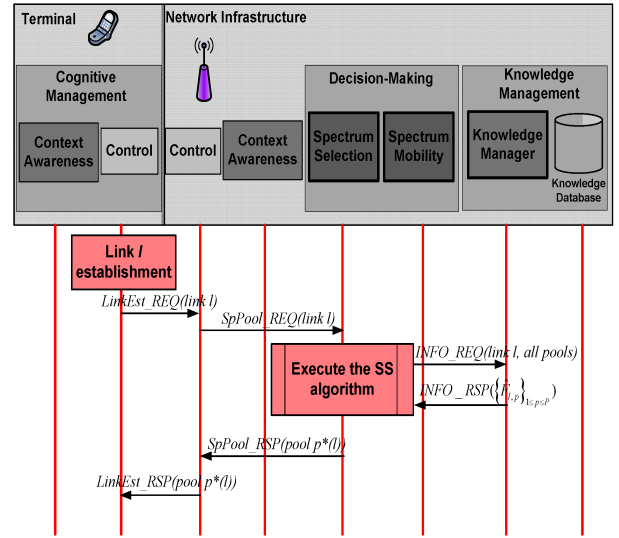 Terminal
Network Infrastructure
Cognitive
Management
Decision-Making
Knowledge
Management
Context
Awareness
Control
Control
Context
Awareness
Spectrum
Selection
Spectrum
Mobility
Knowledge
Manager
Knowledge
Database
Link l
establishment
LinkEst_REQ(link l)
SpPool_REQ(link l)
Execute the SS
algorithm
INFO_REQ(link l, all pools)
INFO_RSP({F̂l,p}1≤p≤P)
SpPool_RSP(pool p*(l))
LinkEst_RSP(pool p*(l))